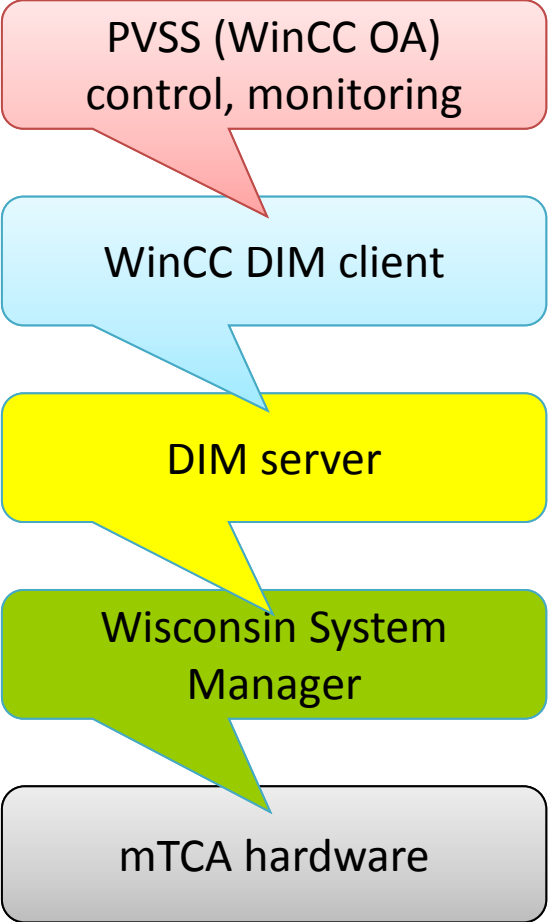 PVSS (WinCC OA)
control, monitoring
WinCC DIM client
DIM server
Wisconsin System
Manager
mTCA hardware